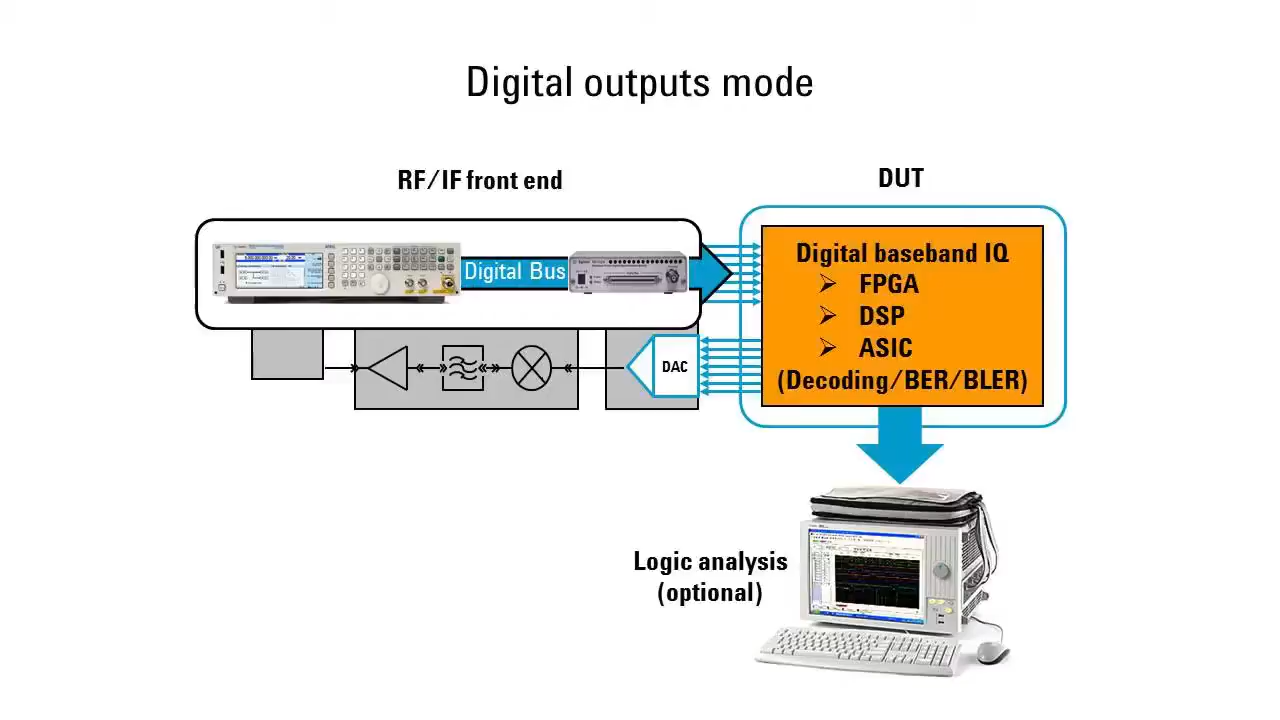 Digital outputs mode
RF/IF front end
DUT
Digital Bus
Digital baseband IQ
➢ FPGA
➢ DSP
➢ ASIC
(Decoding/BER/BLER)
DAC
Logic analysis
(optional)